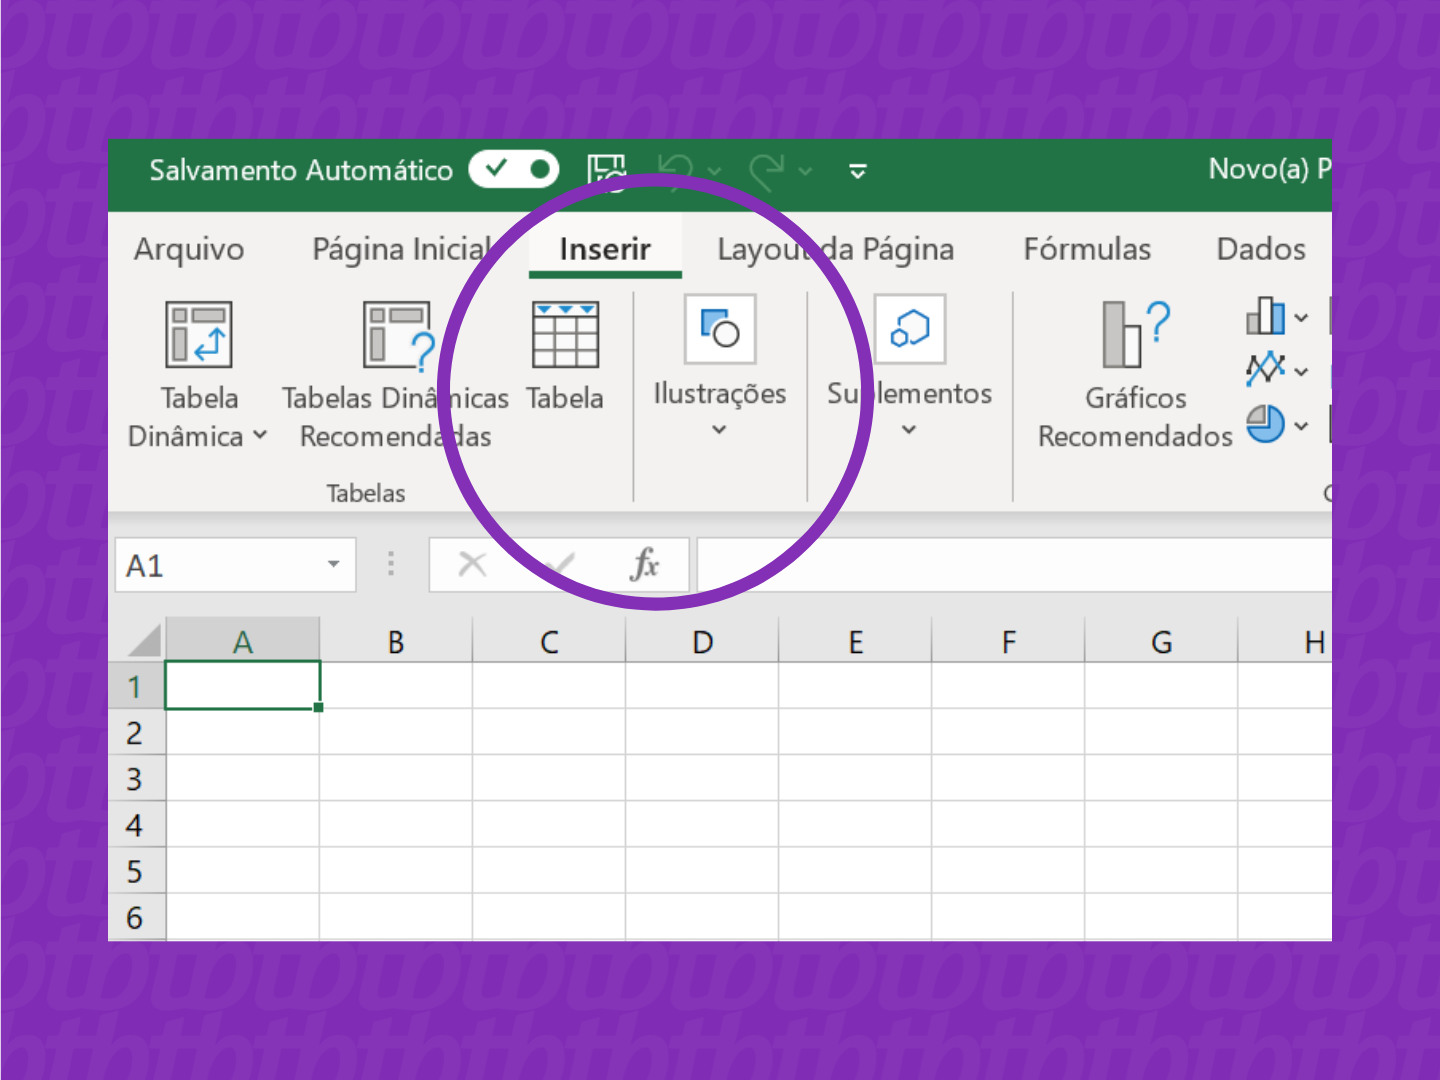 Salvamento Automático
Novo(a) P
Arquivo Página Inicial Inserir Layout da Página Fórmulas Dados
Tabela Dinâmica
Tabelas Dinâmicas Recomendadas
Tabela
Ilustrações
Suplementos
Gráficos Recomendados
Tabelas
A1
fx
A B C D E F G H
1
2
3
4
5
6